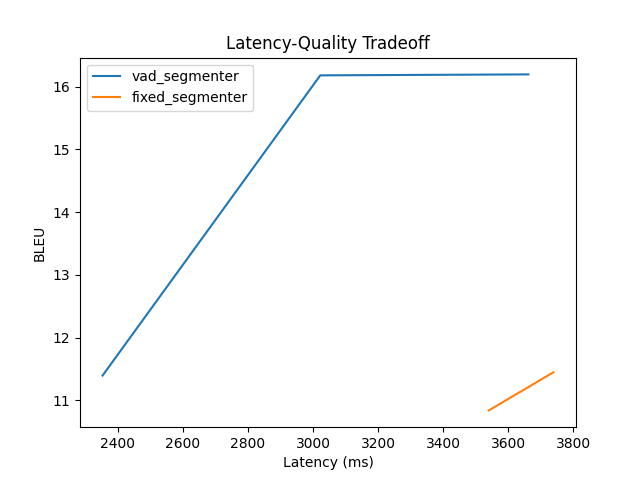 Latency-Quality Tradeoff
vad_segmenter
fixed_segmenter
16
15
14
13
12
11
BLEU
2400 2600 2800 3000 3200 3400 3600 3800
Latency (ms)